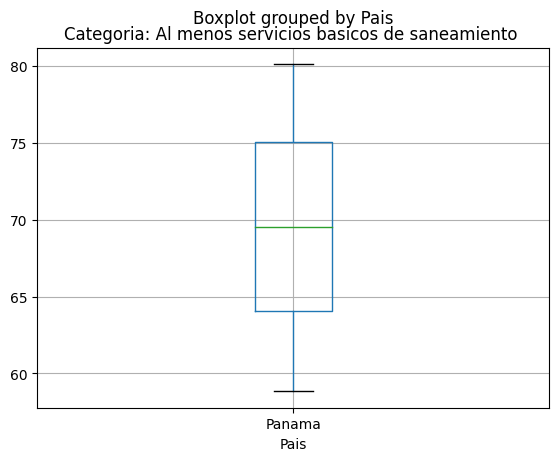 Boxplot grouped by Pais
Categoria: Al menos servicios basicos de saneamiento
80
75
70
65
60
Panama
Pais